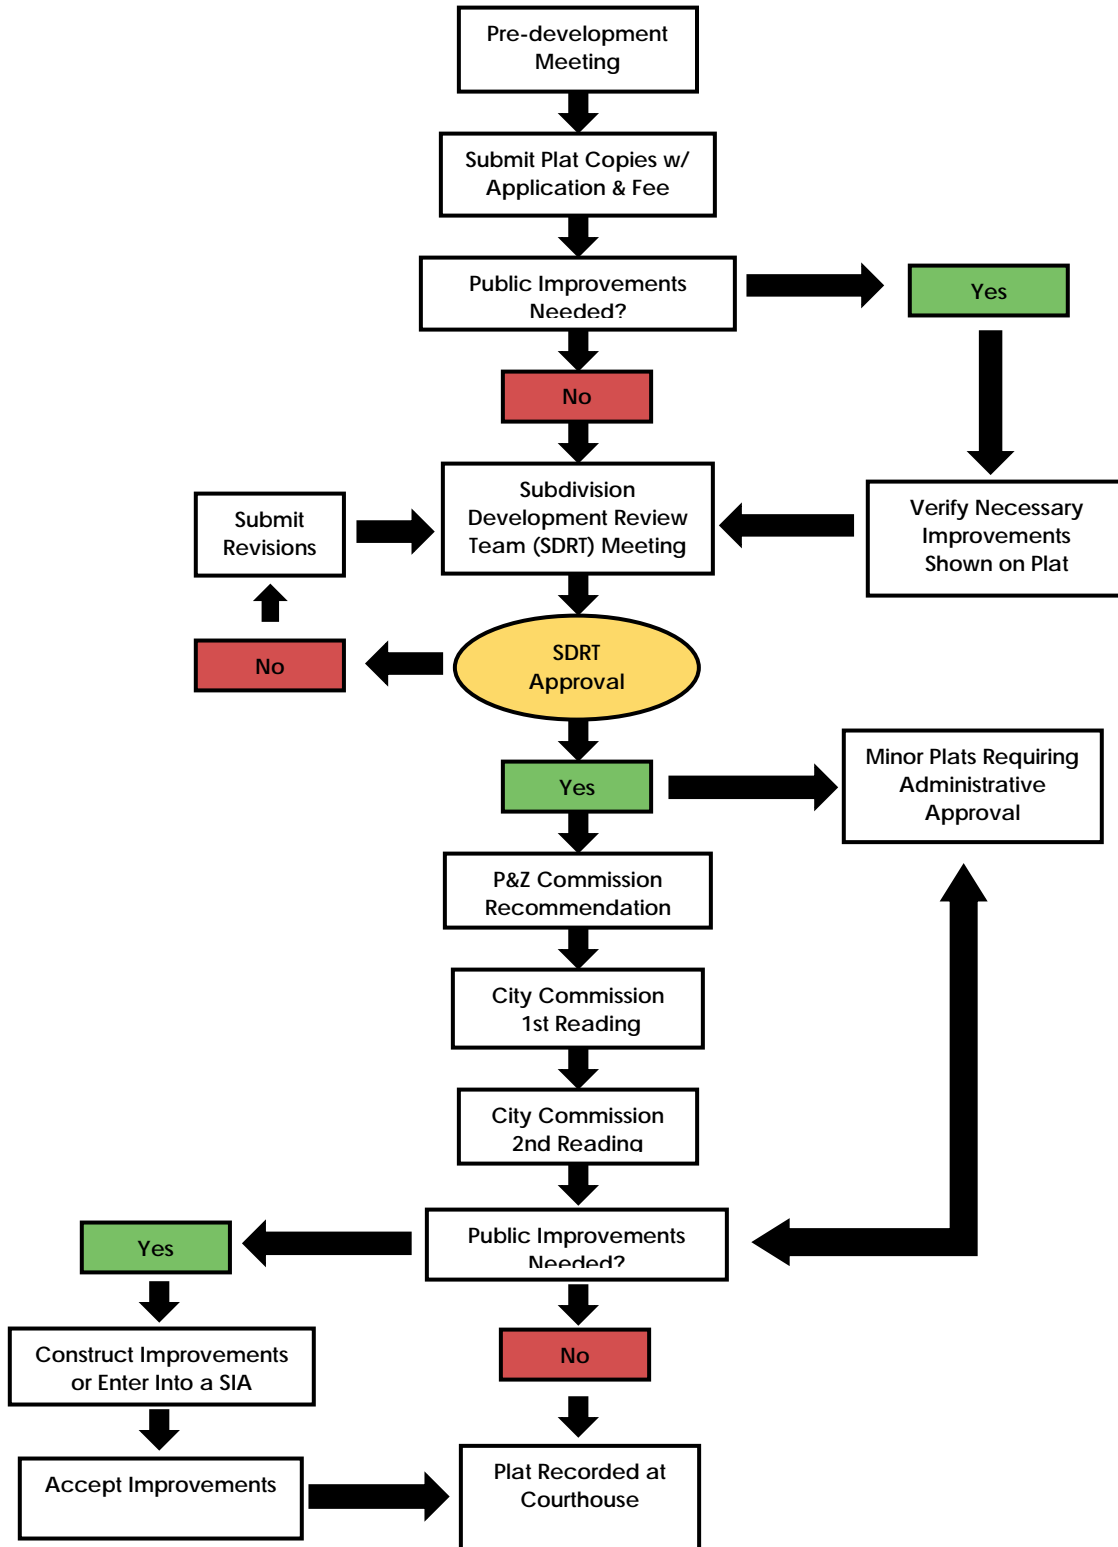 Pre-development
Meeting
Submit Plat Copies w/
Application & Fee
Public Improvements
Needed?
Yes
No
Subdivision
Development Review
Team (SDRT) Meeting
Submit
Revisions
Verify Necessary
Improvements
Shown on Plat
No
SDRT
Approval
Yes
Minor Plats Requiring
Administrative
Approval
P&Z Commission
Recommendation
City Commission
1st Reading
City Commission
2nd Reading
Public Improvements
Needed?
Yes
No
Construct Improvements
or Enter Into a SIA
Accept Improvements
Plat Recorded at
Courthouse